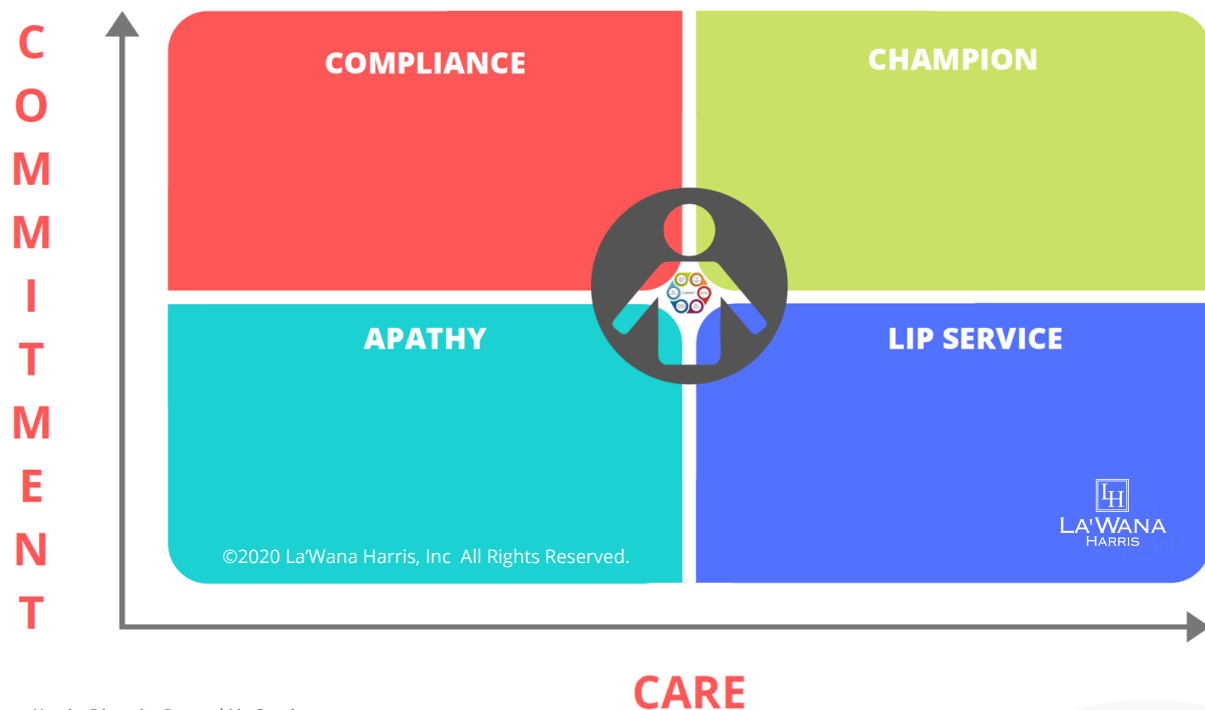 COMMITMENT
COMPLIANCE
CHAMPION
APATHY
LIP SERVICE
LH
LA'WANA
HARRIS
©2020 La’Wana Harris, Inc All Rights Reserved.
CARE